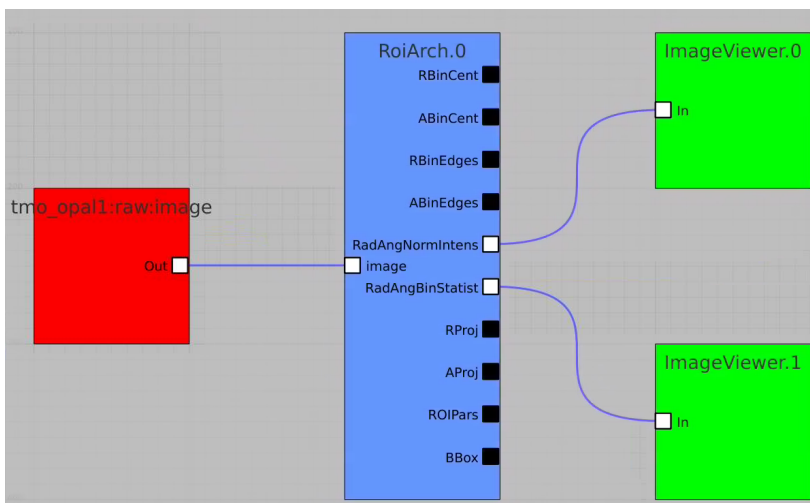 tmo_opal1:raw:image
Out
RoiArch.0
RBinCent
ABinCent
RBinEdges
ABinEdges
RadAngNormIntens
image
RadAngBinStatist
RProj
AProj
ROIPars
BBox
ImageViewer.0
In
ImageViewer.1
In